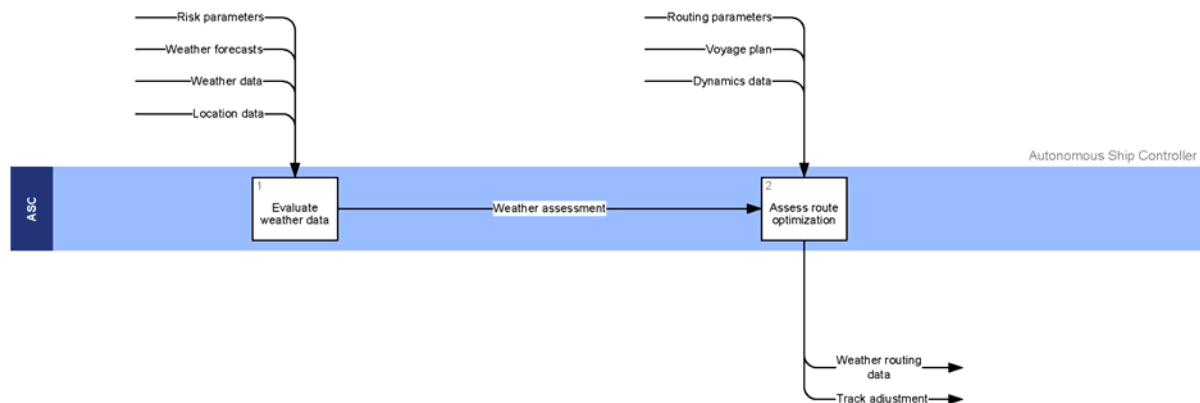 Risk parameters
Weather forecasts
Weather data
Location data
Routing parameters
Voyage plan
Dynamics data
Autonomous Ship Controller
ASC
1
Evaluate
weather data
Weather assessment
2
Assess route
optimization
Weather routing
data
Track adjustment